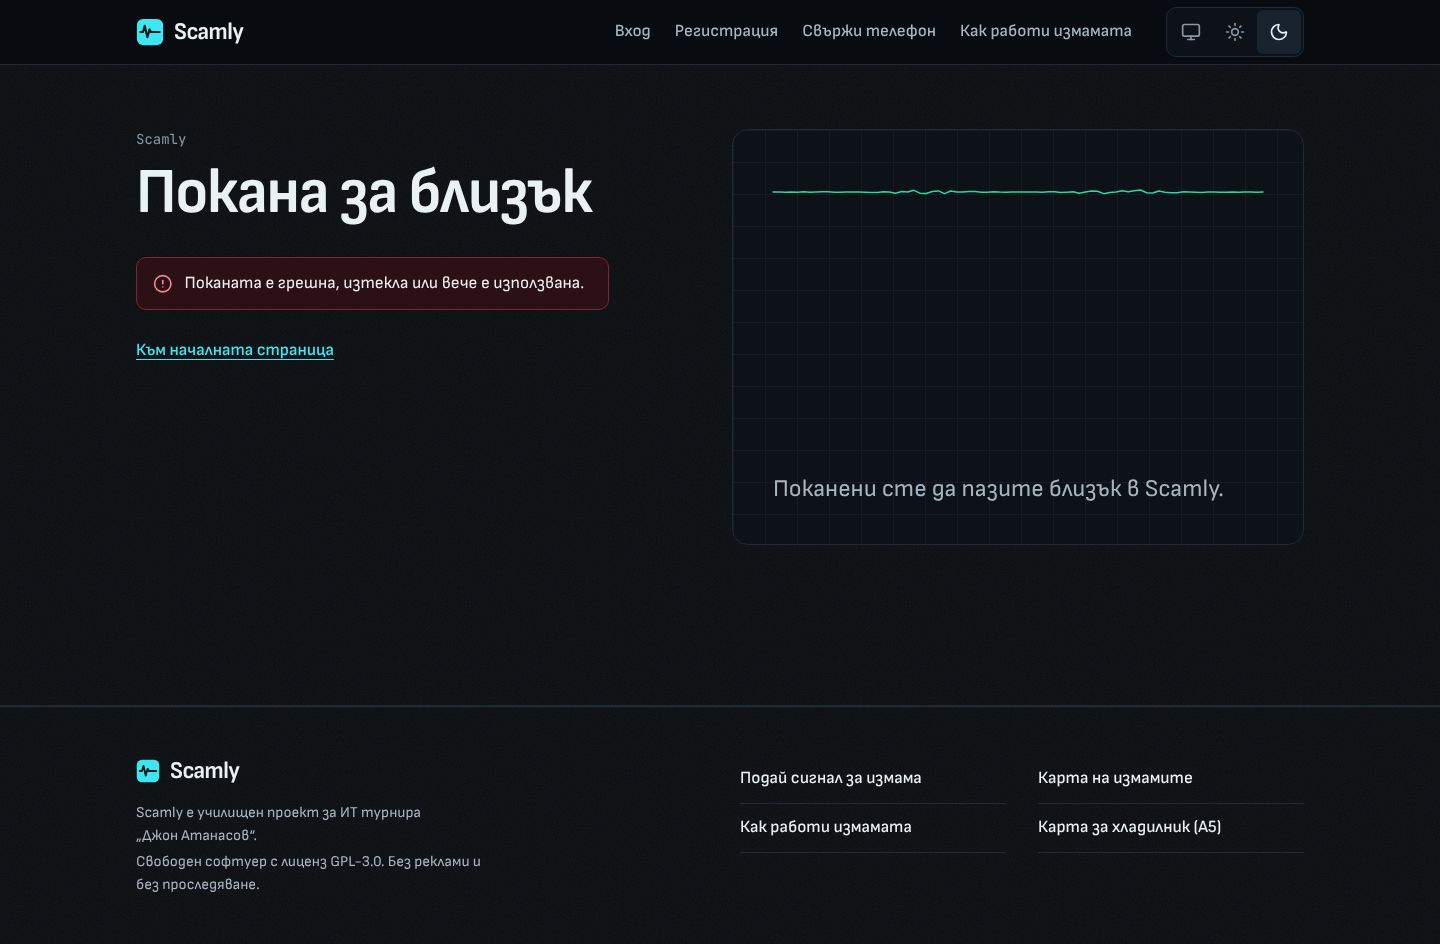 Scamly
Вход
Регистрация
Свържи телефон
Как работи измамата
Scamly
Покана за близък
Поканата е грешна, изтекла или вече е използвана.
Към началната страница
Поканени сте да пазите близък в Scamly.
Scamly
Scamly е училищен проект за ИТ турнира
„Джон Атанасов“.
Свободен софтуер с лиценз GPL-3.0. Без реклами и
без проследяване.
Подай сигнал за измама
Карта на измамите
Как работи измамата
Карта за хладилник (А5)